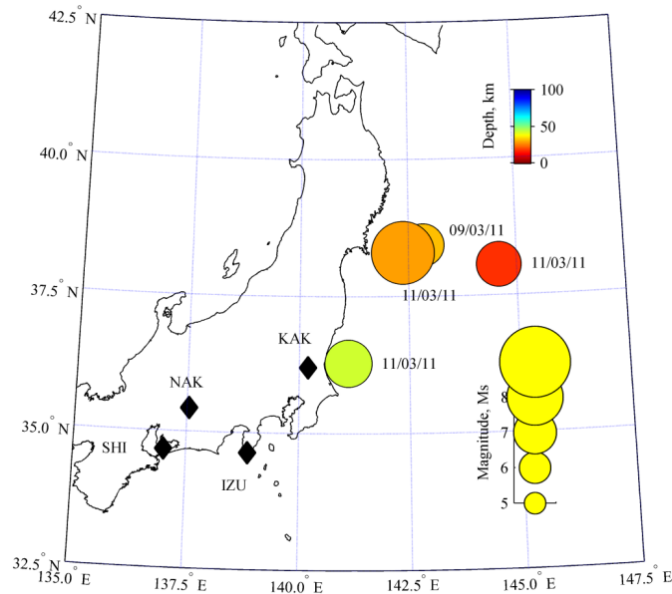 42.5° N
100
Depth, km
50
0
40.0° N
09/03/11
11/03/11
11/03/11
37.5° N
KAK
11/03/11
NAK
8
Magnitude, Ms
35.0° N
7
SHI
6
IZU
5
32.5° N
135.0° E
137.5° E
140.0° E
142.5° E
145.0° E
147.5° E